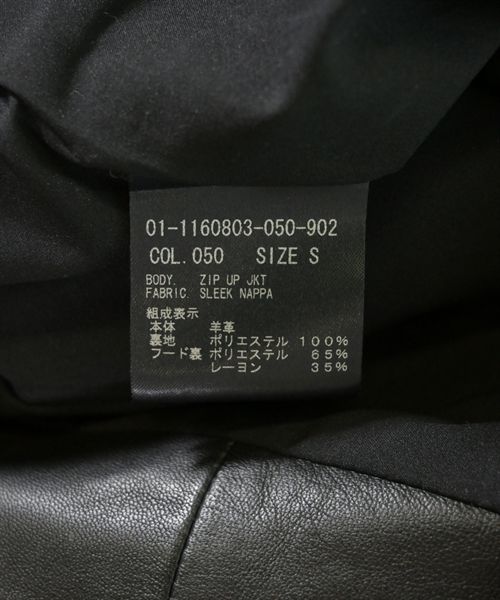 01-1160803-050-902
COL.050 SIZE S
BODY. ZIP UP JKT
FABRIC. SLEEK NAPPA
組成表示
本体 羊革
裏地 ポリエステル 100%
フード裏 ポリエステル 65%
レーヨン 35%